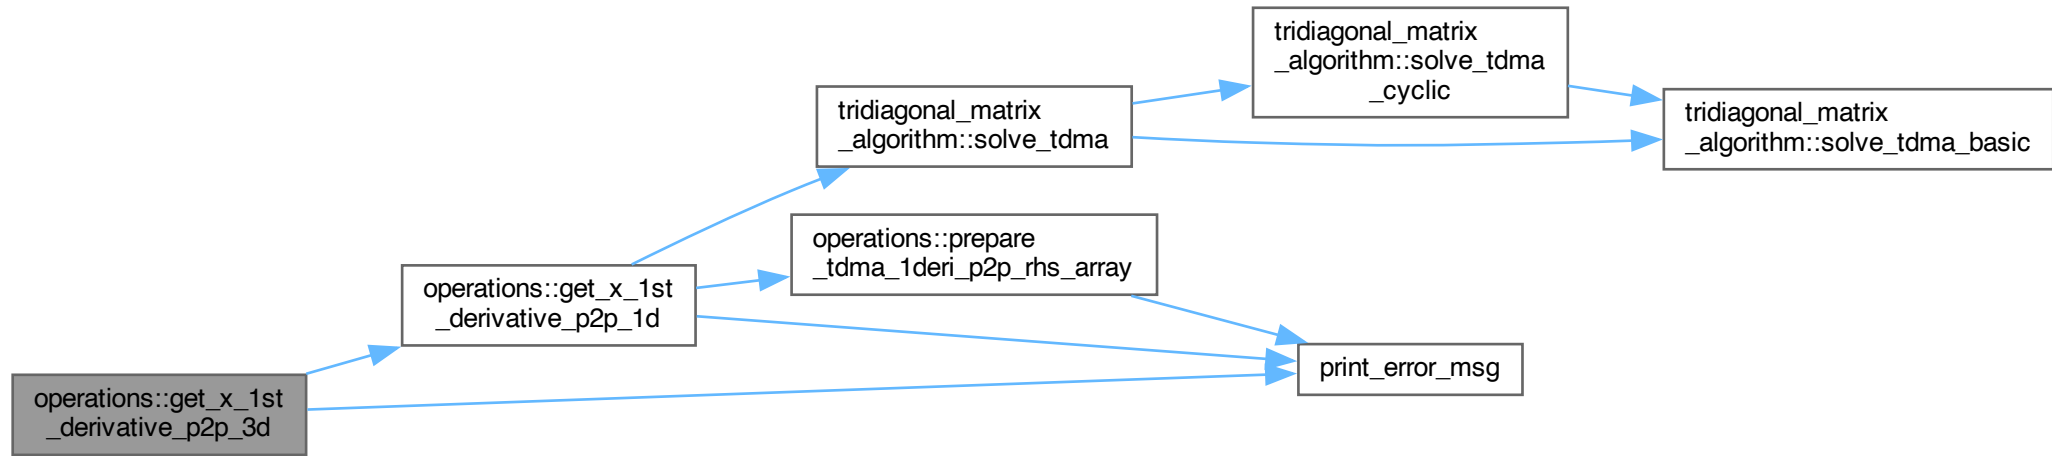 tridiagonal_matrix
_algorithm::solve_tdma
_cyclic
tridiagonal_matrix
_algorithm::solve_tdma
tridiagonal_matrix
_algorithm::solve_tdma_basic
operations::prepare
_tdma_1deri_p2p_rhs_array
operations::get_x_1st
_derivative_p2p_1d
print_error_msg
operations::get_x_1st
_derivative_p2p_3d